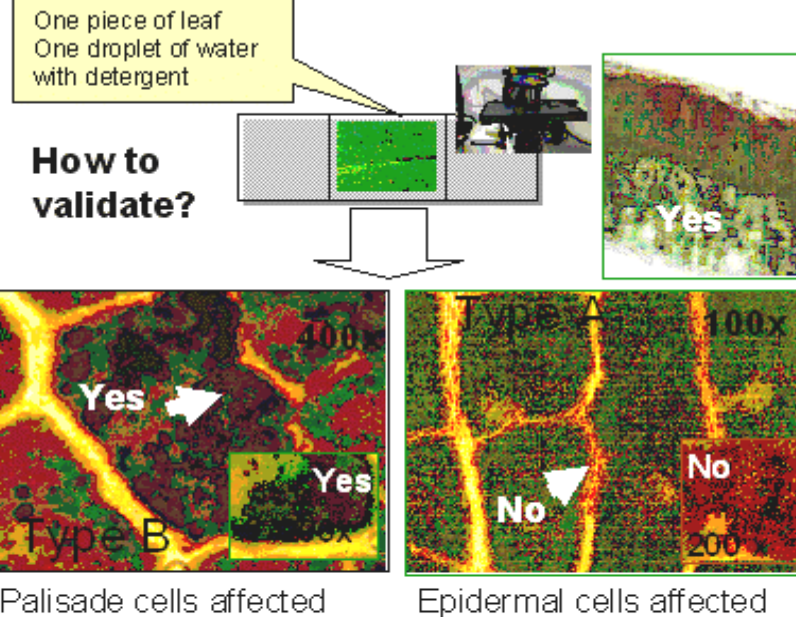 One piece of leaf
One droplet of water
with detergent
How to
validate?
Yes
400x
Yes
Yes
Type B
Type A
100x
No
No
200 x
Palisade cells affected
Epidermal cells affected